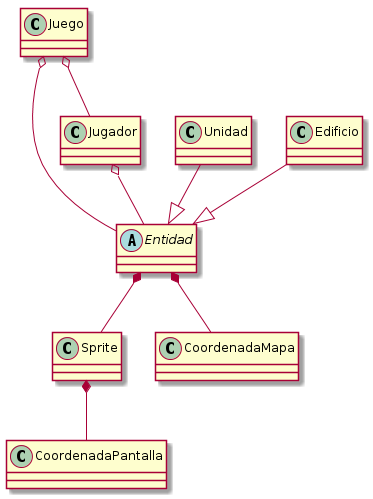 C Juego
C Jugador
C Unidad
C Edificio
A Entidad
C Sprite
C CoordenadaMapa
C CoordenadaPantalla